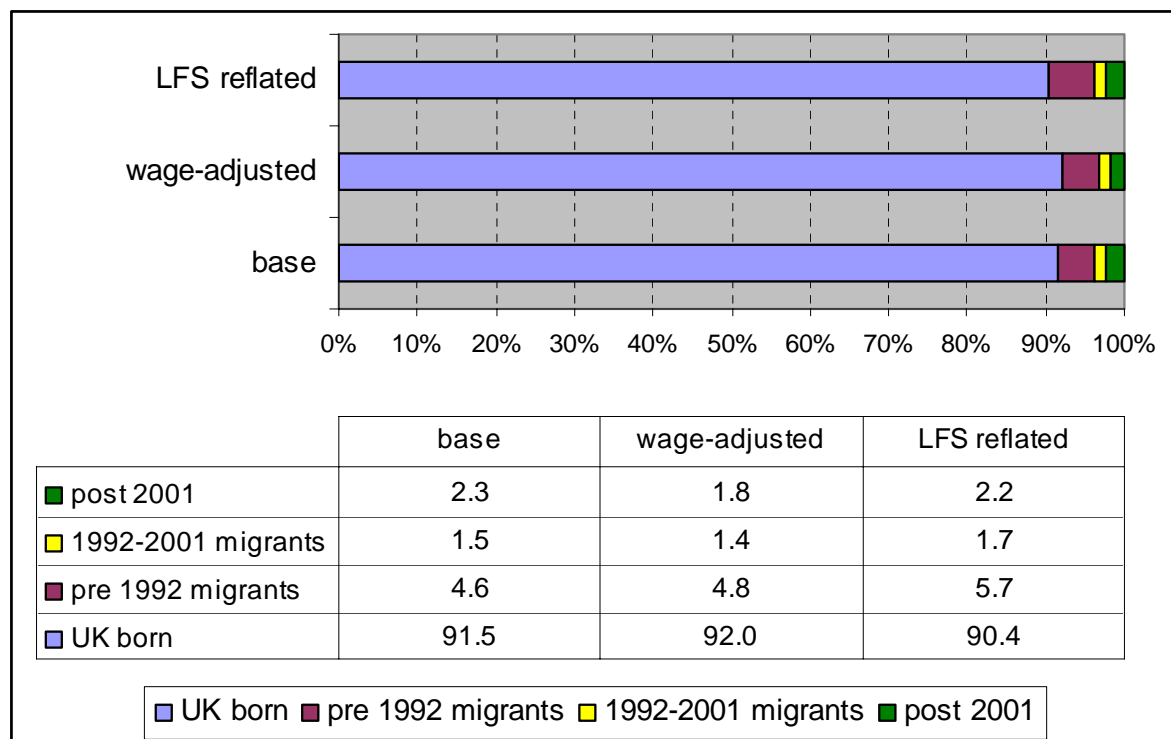 LFS reflated
wage-adjusted
base
0% 10% 20% 30% 40% 50% 60% 70% 80% 90% 100%
base wage-adjusted LFS reflated
post 2001 2.3 1.8 2.2
1992-2001 migrants 1.5 1.4 1.7
pre 1992 migrants 4.6 4.8 5.7
UK born 91.5 92.0 90.4
UK born pre 1992 migrants 1992-2001 migrants post 2001